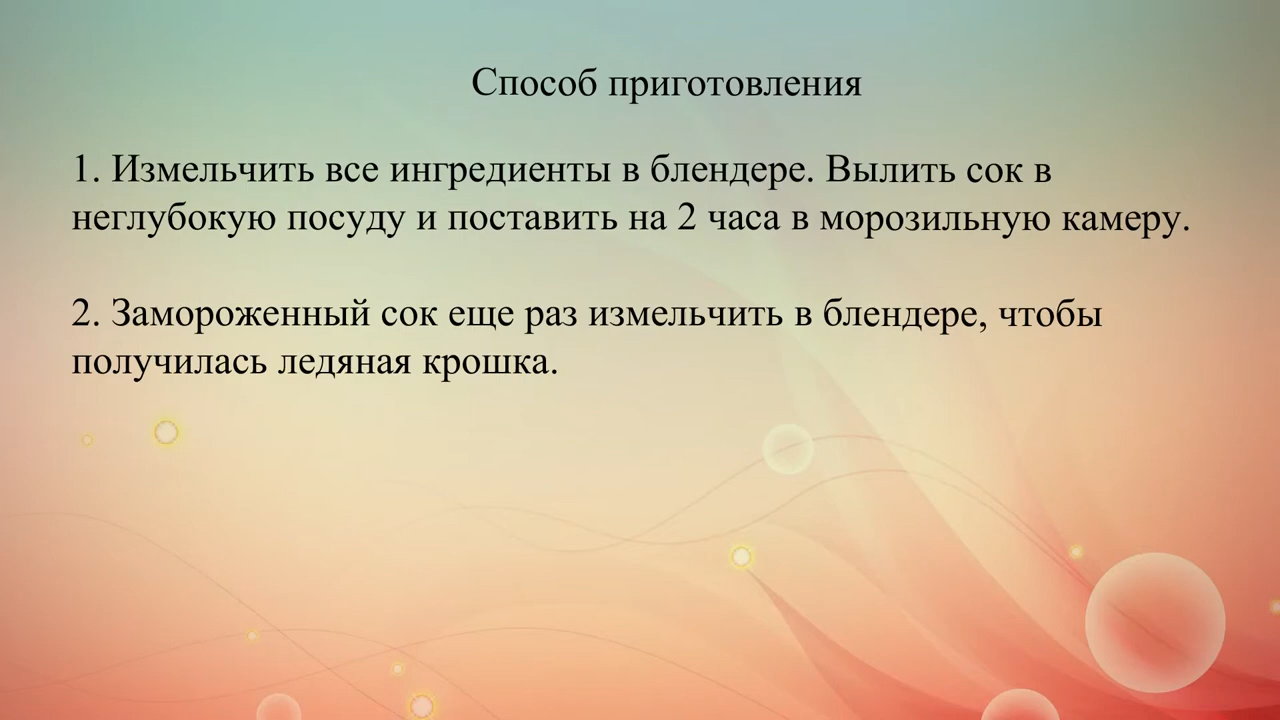 Способ приготовления
1. Измельчить все ингредиенты в блендере. Вылить сок в
неглубокую посуду и поставить на 2 часа в морозильную камеру.
2. Замороженный сок еще раз измельчить в блендере, чтобы
получилась ледяная крошка.